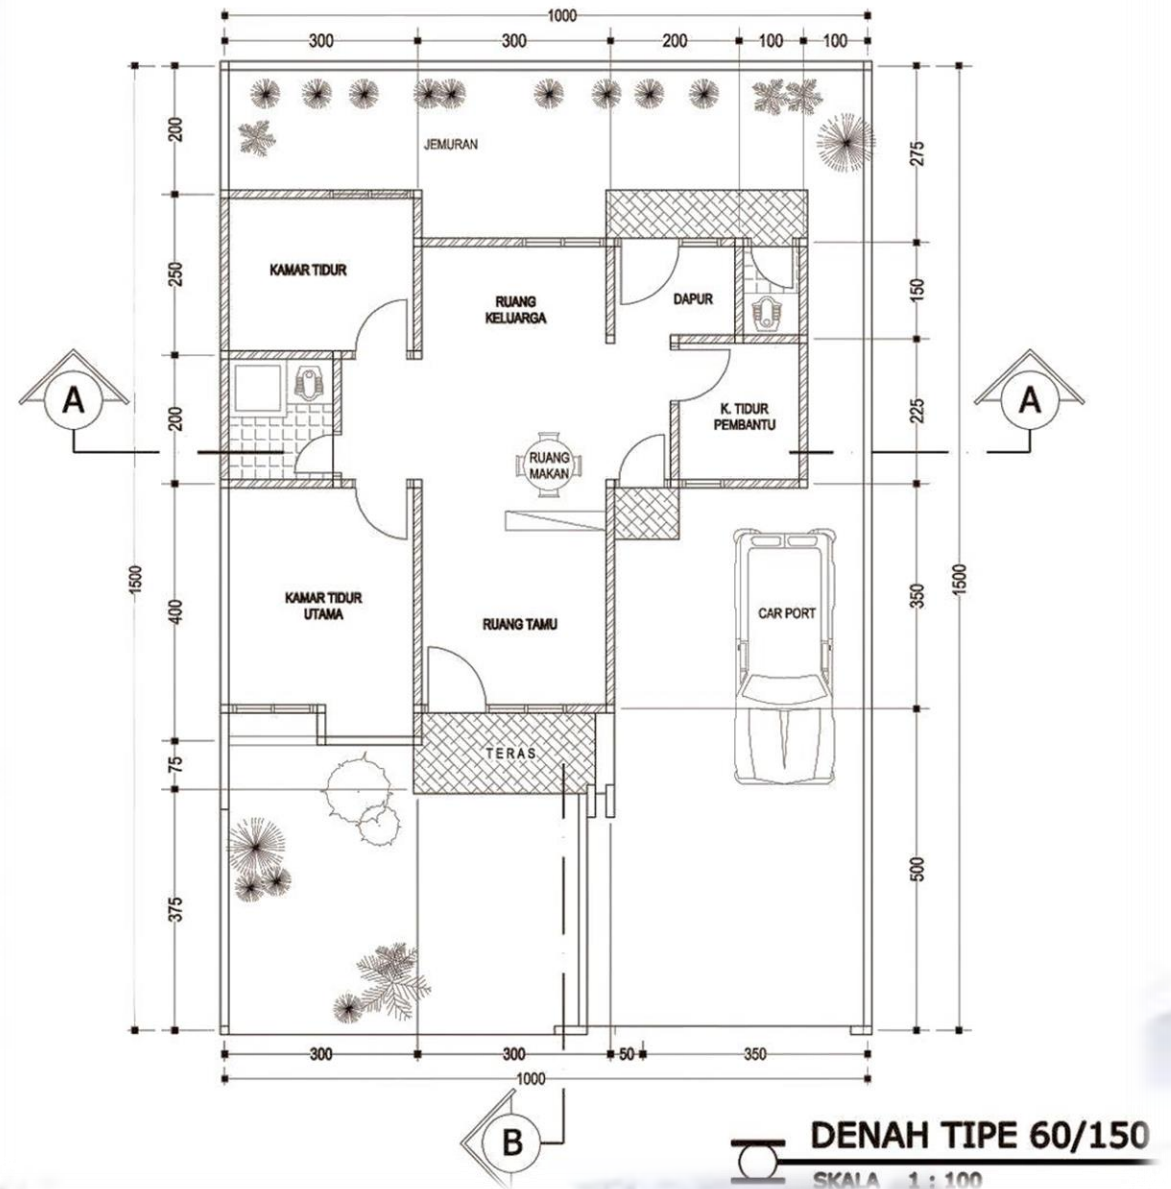 1000
300 300 200 100 100
200
275
JEMURAN
KAMAR TIDUR
250
RUANG
KELUARGA
DAPUR
150
A
A
200
K. TIDUR
PEMBANTU
225
RUANG
MAKAN
1500
400
KAMAR TIDUR
UTAMA
RUANG TAMU
CAR PORT
350
1500
75
TERAS
375
500
300 300 50 350
1000
B
DENAH TIPE 60/150
SKALA 1 : 100